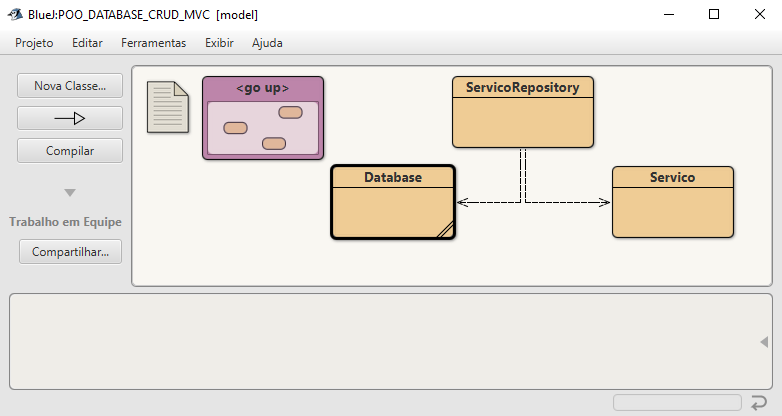 BlueJ:POO_DATABASE_CRUD_MVC [model]
Projeto Editar Ferramentas Exibir Ajuda
Nova Classe...
Compilar
Trabalho em Equipe
Compartilhar...
<go up>
ServicoRepository
Database
Servico